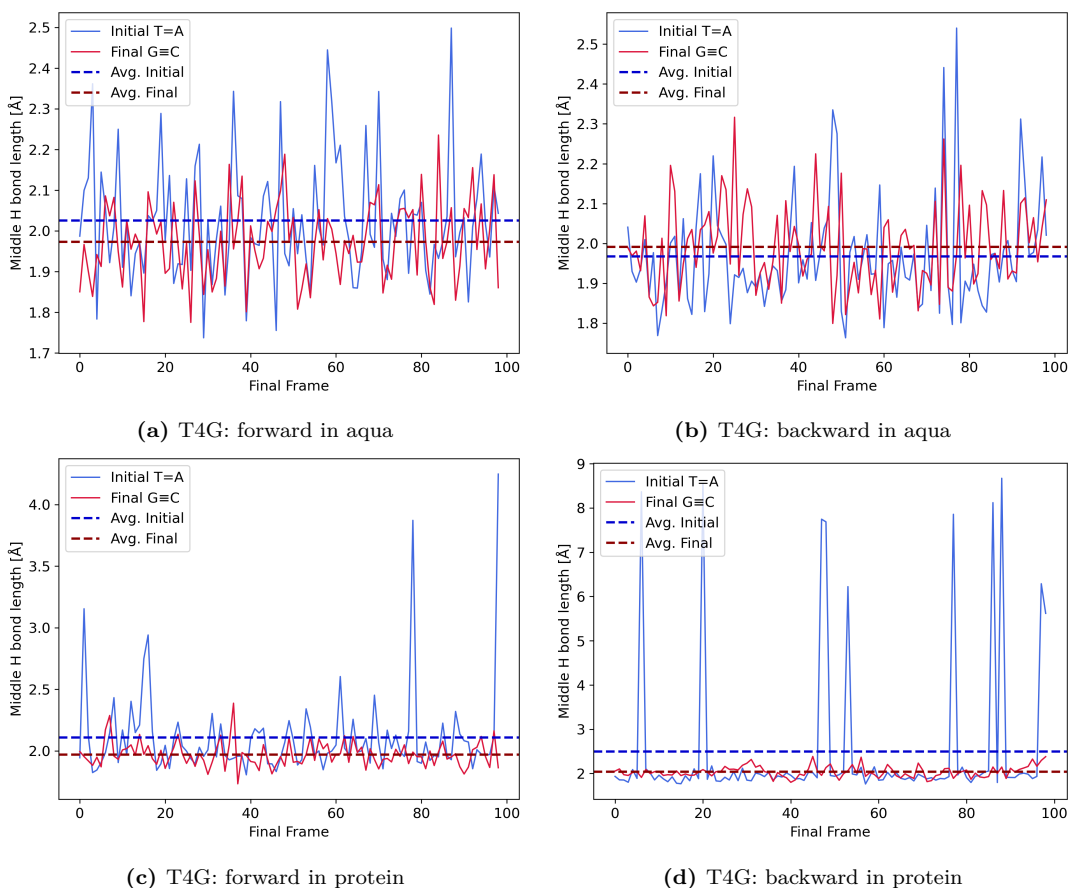 Middle H bond length [Å]
2.5
2.4
2.3
2.2
2.1
2.0
1.9
1.8
1.7
Initial T=A
Final G≡C
Avg. Initial
Avg. Final
0
20
40
60
80
100
Final Frame
(a) T4G: forward in aqua
Middle H bond length [Å]
2.5
2.4
2.3
2.2
2.1
2.0
1.9
1.8
Initial T=A
Final G≡C
Avg. Initial
Avg. Final
0
20
40
60
80
100
Final Frame
(b) T4G: backward in aqua
Middle H bond length [Å]
4.0
3.5
3.0
2.5
2.0
Initial T=A
Final G≡C
Avg. Initial
Avg. Final
0
20
40
60
80
100
Final Frame
(c) T4G: forward in protein
Middle H bond length [Å]
9
8
7
6
5
4
3
2
Initial T=A
Final G≡C
Avg. Initial
Avg. Final
0
20
40
60
80
100
Final Frame
(d) T4G: backward in protein